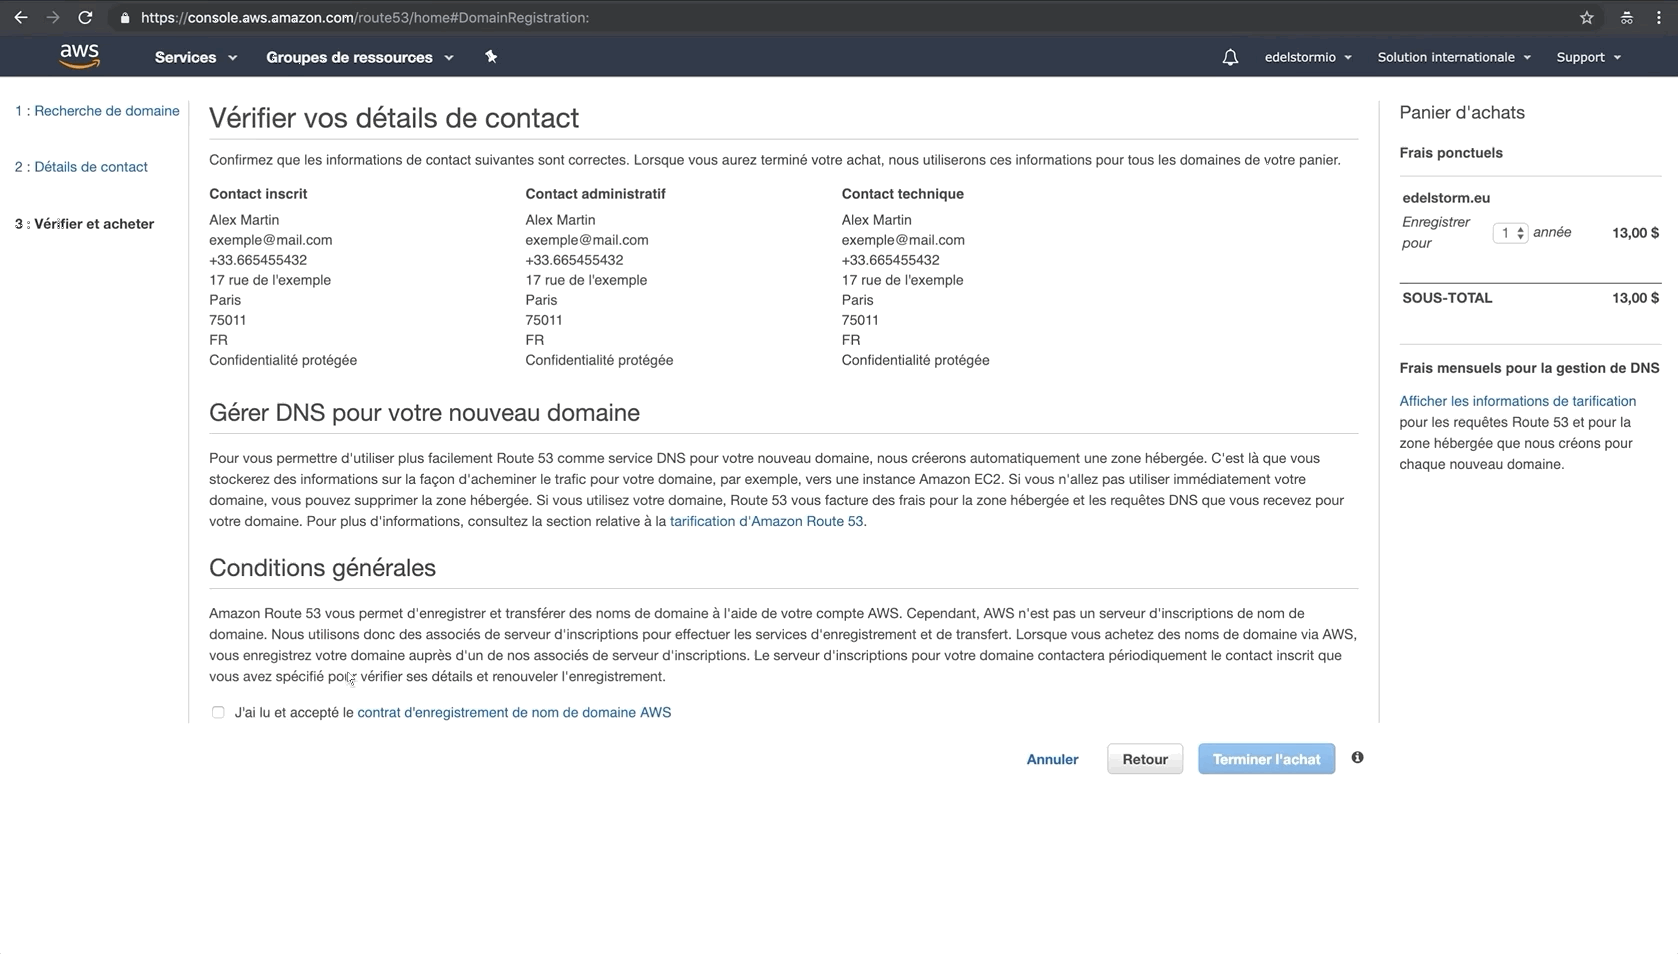 https://console.aws.amazon.com/route53/home#DomainRegistration:
aws
Services
Groupes de ressources
edelstormio
Solution internationale
Support
1 : Recherche de domaine
2 : Détails de contact
3 : Vérifier et acheter
Vérifier vos détails de contact
Confirmez que les informations de contact suivantes sont correctes. Lorsque vous aurez terminé votre achat, nous utiliserons ces informations pour tous les domaines de votre panier.
Contact inscrit
Alex Martin
exemple@mail.com
+33.665455432
17 rue de l'exemple
Paris
75011
FR
Confidentialité protégée
Contact administratif
Alex Martin
exemple@mail.com
+33.665455432
17 rue de l'exemple
Paris
75011
FR
Confidentialité protégée
Contact technique
Alex Martin
exemple@mail.com
+33.665455432
17 rue de l'exemple
Paris
75011
FR
Confidentialité protégée
Gérer DNS pour votre nouveau domaine
Pour vous permettre d'utiliser plus facilement Route 53 comme service DNS pour votre nouveau domaine, nous créerons automatiquement une zone hébergée. C'est là que vous
stockerez des informations sur la façon d'acheminer le trafic pour votre domaine, par exemple, vers une instance Amazon EC2. Si vous n'allez pas utiliser immédiatement votre
domaine, vous pouvez supprimer la zone hébergée. Si vous utilisez votre domaine, Route 53 vous facture des frais pour la zone hébergée et les requêtes DNS que vous recevez pour
votre domaine. Pour plus d'informations, consultez la section relative à la tarification d'Amazon Route 53.
Conditions générales
Amazon Route 53 vous permet d'enregistrer et transférer des noms de domaine à l'aide de votre compte AWS. Cependant, AWS n'est pas un serveur d'inscriptions de nom de
domaine. Nous utilisons donc des associés de serveur d'inscriptions pour effectuer les services d'enregistrement et de transfert. Lorsque vous achetez des noms de domaine via AWS,
vous enregistrez votre domaine auprès d'un de nos associés de serveur d'inscriptions. Le serveur d'inscriptions pour votre domaine contactera périodiquement le contact inscrit que
vous avez spécifié pour vérifier ses détails et renouveler l'enregistrement.
J'ai lu et accepté le contrat d'enregistrement de nom de domaine AWS
Annuler
Retour
Terminer l'achat
Panier d'achats
Frais ponctuels
edelstorm.eu
Enregistrer
pour
1 année 13,00 $
SOUS-TOTAL 13,00 $
Frais mensuels pour la gestion de DNS
Afficher les informations de tarification
pour les requêtes Route 53 et pour la
zone hébergée que nous créons pour
chaque nouveau domaine.